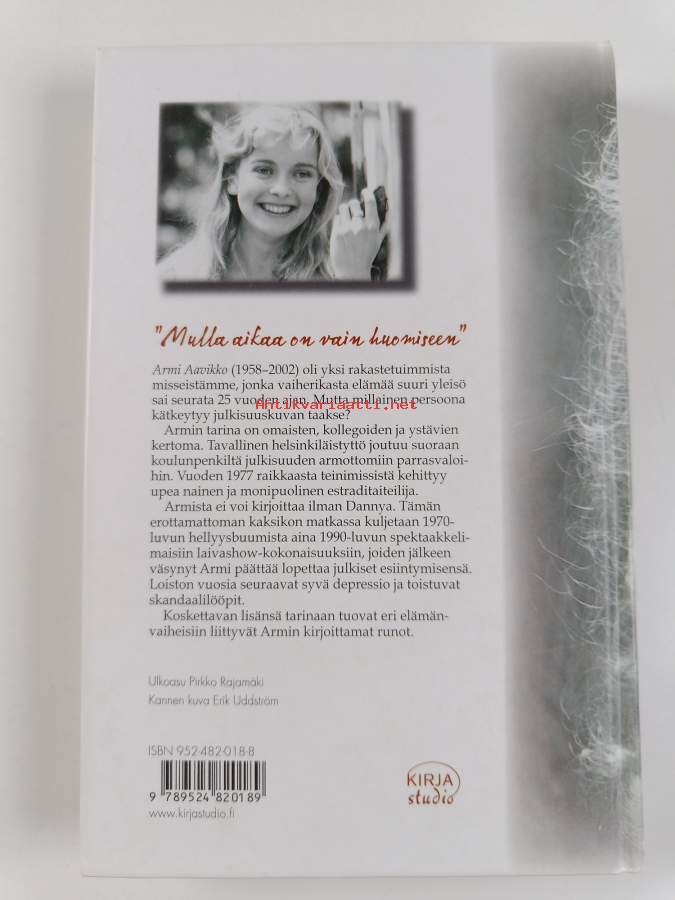 "Mulla aikaa on vain huomiseen"
Armi Aavikko (1958–2002) oli yksi rakastetuimmista
misseistämme, jonka vaiherikasta elämää suuri yleisö
sai seurata 25 vuoden ajan. Mutta millainen persoona
Antikvariaatti.net
kätkeytyy julkisuuskuvan taakse?
Armin tarina on omaisten, kollegoiden ja ystävien
kertoma. Tavallinen helsinkiläistyttö joutuu suoraan
koulunpenkiltä julkisuuden armottomiin parrasvaloi-
hin. Vuoden 1977 raikkaasta teinimissistä kehittyy
upea nainen ja monipuolinen estraditaiteilija.
Armista ei voi kirjoittaa ilman Dannya. Tämän
erottamattoman kaksikon matkassa kuljetaan 1970-
luvun hellyysbuumista aina 1990-luvun spektaakkeli-
maisiin laivashow-kokonaisuuksiin, joiden jälkeen
väsynyt Armi päättää lopettaa julkiset esiintymisensä.
Loiston vuosia seuraavat syvä depressio ja toistuvat
skandaalilööpit.
Koskettavan lisänsä tarinaan tuovat eri elämän-
vaiheisiin liittyvät Armin kirjoittamat runot.
Ulkoasu Pirkko Rajamäki
Kannen kuva Erik Uddström
ISBN 952-482-018-8
9 789524 820189
www.kirjastudio.fi
KIRJA
studio